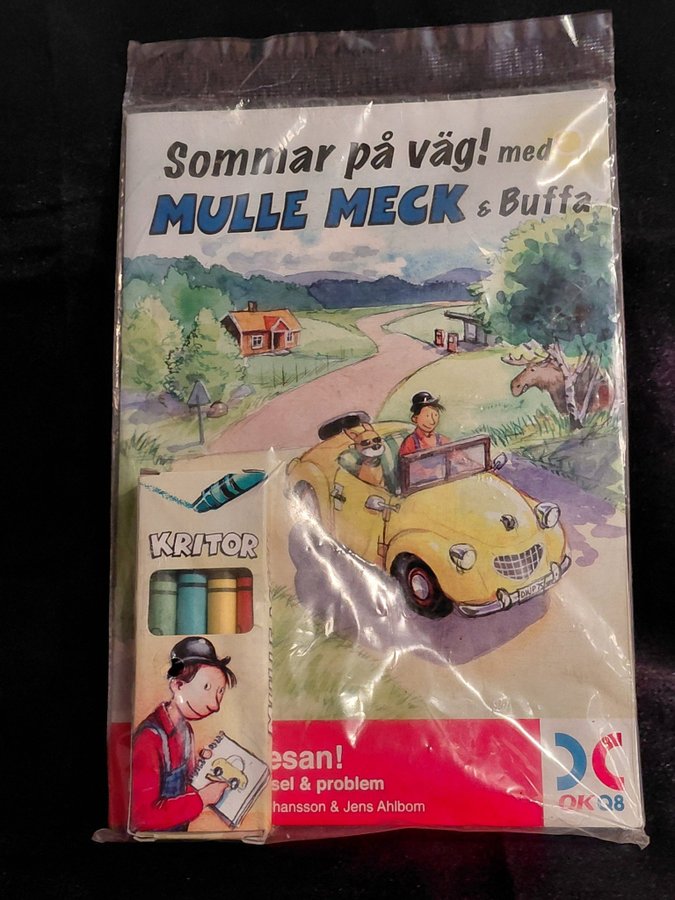 Sommar på väg! med
MULLE MECK & Buffa
KRITOR
esan!
sel & problem
hansson & Jens Ahlbom
OK Q8